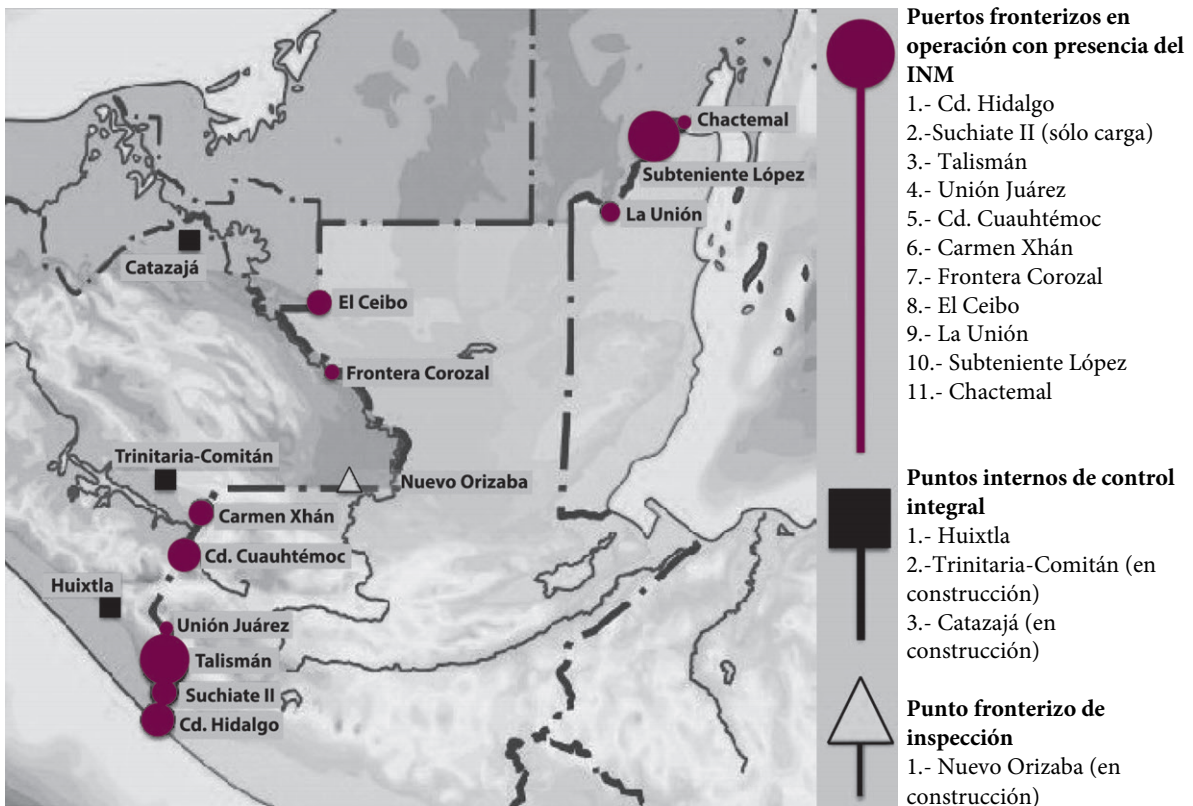 Chactemal
Subteniente López
La Unión
Catazajá
El Ceibo
Frontera Corozal
Trinitaria-Comitán
Nuevo Orizaba
Carmen Xhán
Cd. Cuauhtémoc
Huixtla
Unión Juárez
Talismán
Suchiate II
Cd. Hidalgo
Puertos fronterizos en
operación con presencia del
INM
1.- Cd. Hidalgo
2.-Suchiate II (sólo carga)
3.- Talismán
4.- Unión Juárez
5.- Cd. Cuauhtémoc
6.- Carmen Xhán
7.- Frontera Corozal
8.- El Ceibo
9.- La Unión
10.- Subteniente López
11.- Chactemal
Puntos internos de control
integral
1.- Huixtla
2.-Trinitaria-Comitán (en
construcción)
3.- Catazajá (en
construcción)
Punto fronterizo de
inspección
1.- Nuevo Orizaba (en
construcción)